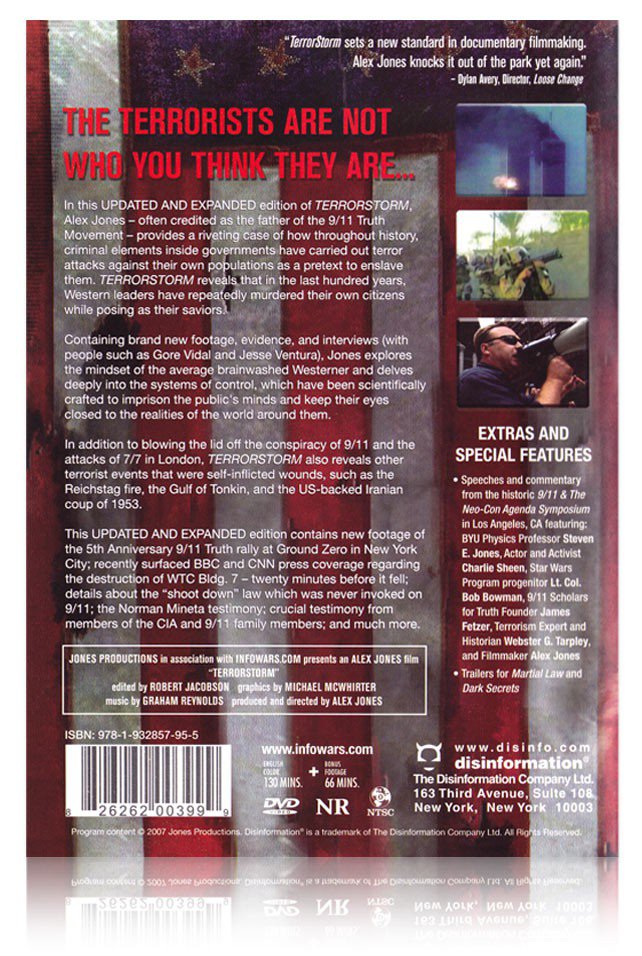 “TerrorStorm sets a new standard in documentary filmmaking.
Alex Jones knocks it out of the park yet again.”
– Dylan Avery, Director, Loose Change
THE TERRORISTS ARE NOT
WHO YOU THINK THEY ARE...
In this UPDATED AND EXPANDED edition of TERRORSTORM,
Alex Jones – often credited as the father of the 9/11 Truth
Movement – provides a riveting case of how throughout history,
criminal elements inside governments have carried out terror
attacks against their own populations as a pretext to enslave
them. TERRORSTORM reveals that in the last hundred years,
Western leaders have repeatedly murdered their own citizens
while posing as their saviors.
Containing brand new footage, evidence, and interviews (with
people such as Gore Vidal and Jesse Ventura), Jones explores
the mindset of the average brainwashed Westerner and delves
deeply into the systems of control, which have been scientifically
crafted to imprison the public's minds and keep their eyes
closed to the realities of the world around them.
In addition to blowing the lid off the conspiracy of 9/11 and the
attacks of 7/7 in London, TERRORSTORM also reveals other
terrorist events that were self-inflicted wounds, such as the
Reichstag fire, the Gulf of Tonkin, and the US-backed Iranian
coup of 1953.
This UPDATED AND EXPANDED edition contains new footage of
the 5th Anniversary 9/11 Truth rally at Ground Zero in New York
City; recently surfaced BBC and CNN press coverage regarding
the destruction of WTC Bldg. 7 – twenty minutes before it fell;
details about the “shoot down” law which was never invoked on
9/11; the Norman Mineta testimony; crucial testimony from
members of the CIA and 9/11 family members; and much more.
EXTRAS AND
SPECIAL FEATURES
• Speeches and commentary
from the historic 9/11 & The
Neo-Con Agenda Symposium
in Los Angeles, CA featuring:
BYU Physics Professor Steven
E. Jones, Actor and Activist
Charlie Sheen, Star Wars
Program progenitor Lt. Col.
Bob Bowman, 9/11 Scholars
for Truth Founder James
Fetzer, Terrorism Expert and
Historian Webster G. Tarpley,
and Filmmaker Alex Jones
• Trailers for Martial Law and
Dark Secrets
JONES PRODUCTIONS in association with INFOWARS.COM presents an ALEX JONES film
“TERRORSTORM”
edited by ROBERT JACOBSON graphics by MICHAEL MCWHIRTER
music by GRAHAM REYNOLDS produced and directed by ALEX JONES
ISBN: 978-1-932857-95-5
8 26262 00399 9
www.infowars.com
ENGLISH COLOR 130 MINS. + BONUS FOOTAGE 66 MINS.
DVD VIDEO NR NTSC
www.disinfo.com
disinformation®
The Disinformation Company Ltd.
163 Third Avenue, Suite 108
New York, New York 10003
Program content © 2007 Jones Productions. Disinformation® is a trademark of The Disinformation Company Ltd. All Rights Reserved.